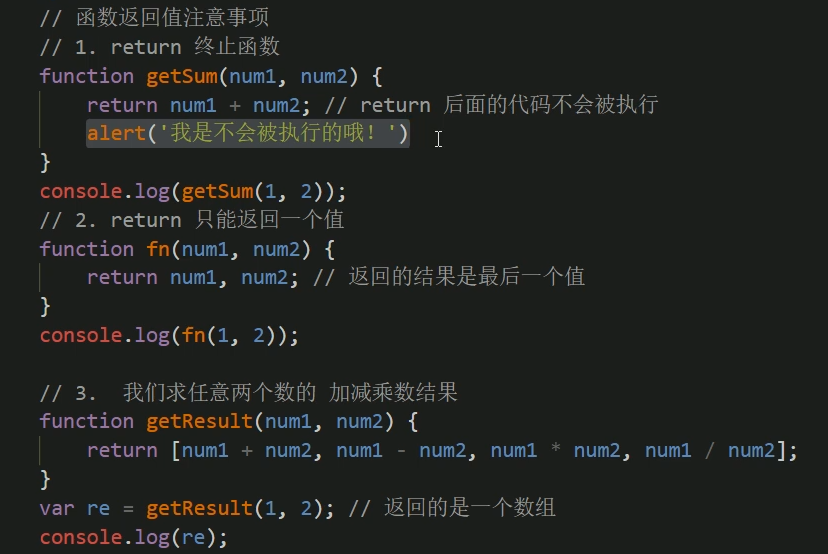 // 函数返回值注意事项
// 1. return 终止函数
function getSum(num1, num2) {
return num1 + num2; // return 后面的代码不会被执行
alert('我是不会被执行的哦！')
}
console.log(getSum(1, 2));
// 2. return 只能返回一个值
function fn(num1, num2) {
return num1, num2; // 返回的结果是最后一个值
}
console.log(fn(1, 2));
// 3. 我们求任意两个数的 加减乘数结果
function getResult(num1, num2) {
return [num1 + num2, num1 - num2, num1 * num2, num1 / num2];
}
var re = getResult(1, 2); // 返回的是一个数组
console.log(re);